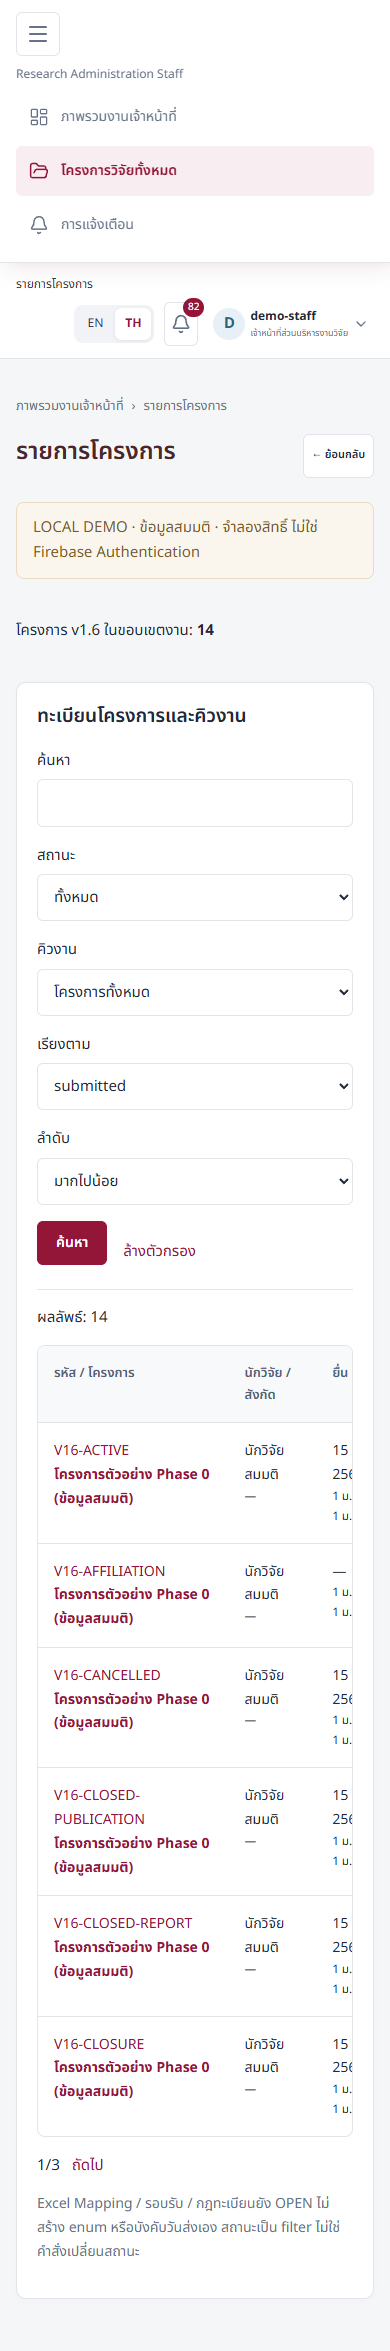 Research Administration Staff
ภาพรวมงานเจ้าหน้าที่
โครงการวิจัยทั้งหมด
การแจ้งเตือน
รายการโครงการ
EN TH 82 D demo-staff
เจ้าหน้าที่ส่วนบริหารงานวิจัย
ภาพรวมงานเจ้าหน้าที่ › รายการโครงการ
รายการโครงการ
← ย้อนกลับ
LOCAL DEMO · ข้อมูลสมมติ · จำลองสิทธิ์ ไม่ใช่
Firebase Authentication
โครงการ v1.6 ในขอบเขตงาน: 14
ทะเบียนโครงการและคิวงาน
ค้นหา
สถานะ
ทั้งหมด
คิวงาน
โครงการทั้งหมด
เรียงตาม
submitted
ลำดับ
มากไปน้อย
ค้นหา ล้างตัวกรอง
ผลลัพธ์: 14
รหัส / โครงการ นักวิจัย / ยื่น
สังกัด
V16-ACTIVE นักวิจัย 15
โครงการตัวอย่าง Phase 0 สมมติ 256
(ข้อมูลสมมติ) — 1 ม.
1 ม.
V16-AFFILIATION นักวิจัย —
โครงการตัวอย่าง Phase 0 สมมติ 1 ม.
(ข้อมูลสมมติ) — 1 ม.
V16-CANCELLED นักวิจัย 15
โครงการตัวอย่าง Phase 0 สมมติ 256
(ข้อมูลสมมติ) — 1 ม.
1 ม.
V16-CLOSED- นักวิจัย 15
PUBLICATION สมมติ 256
โครงการตัวอย่าง Phase 0 — 1 ม.
(ข้อมูลสมมติ) 1 ม.
V16-CLOSED-REPORT นักวิจัย 15
โครงการตัวอย่าง Phase 0 สมมติ 256
(ข้อมูลสมมติ) — 1 ม.
1 ม.
V16-CLOSURE นักวิจัย 15
โครงการตัวอย่าง Phase 0 สมมติ 256
(ข้อมูลสมมติ) — 1 ม.
1 ม.
1/3 ถัดไป
Excel Mapping / รอบรับ / กฎทะเบียนยัง OPEN ไม่
สร้าง enum หรือบังคับวันส่งเอง สถานะเป็น filter ไม่ใช่
คำสั่งเปลี่ยนสถานะ